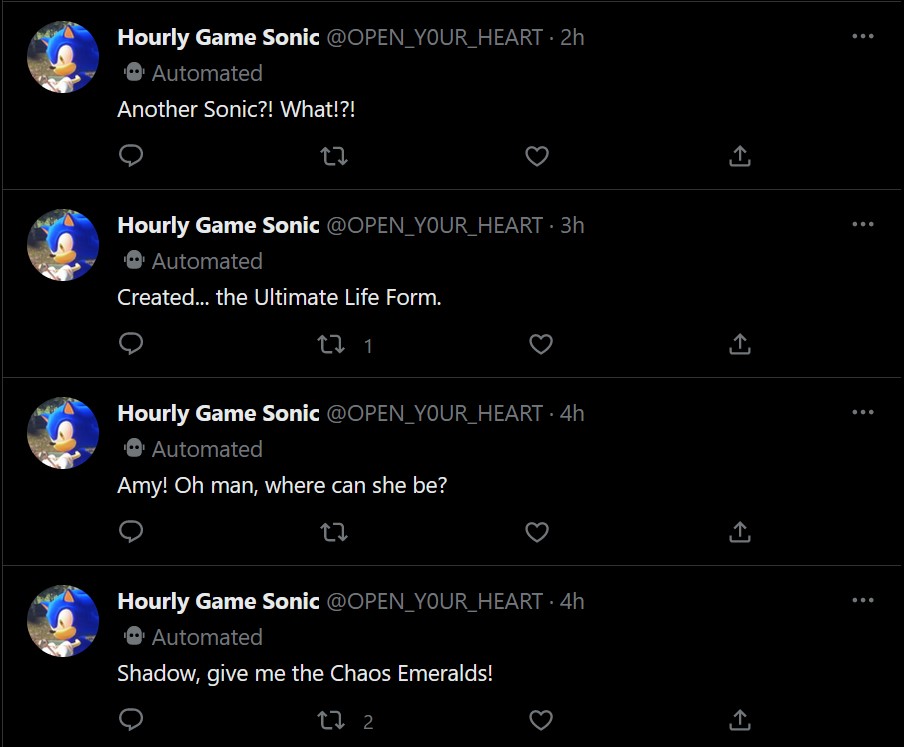 Hourly Game Sonic @OPEN_Y0UR_HEART · 2h
Automated
Another Sonic?! What!?!
Hourly Game Sonic @OPEN_Y0UR_HEART · 3h
Automated
Created... the Ultimate Life Form.
1
Hourly Game Sonic @OPEN_Y0UR_HEART · 4h
Automated
Amy! Oh man, where can she be?
Hourly Game Sonic @OPEN_Y0UR_HEART · 4h
Automated
Shadow, give me the Chaos Emeralds!
2